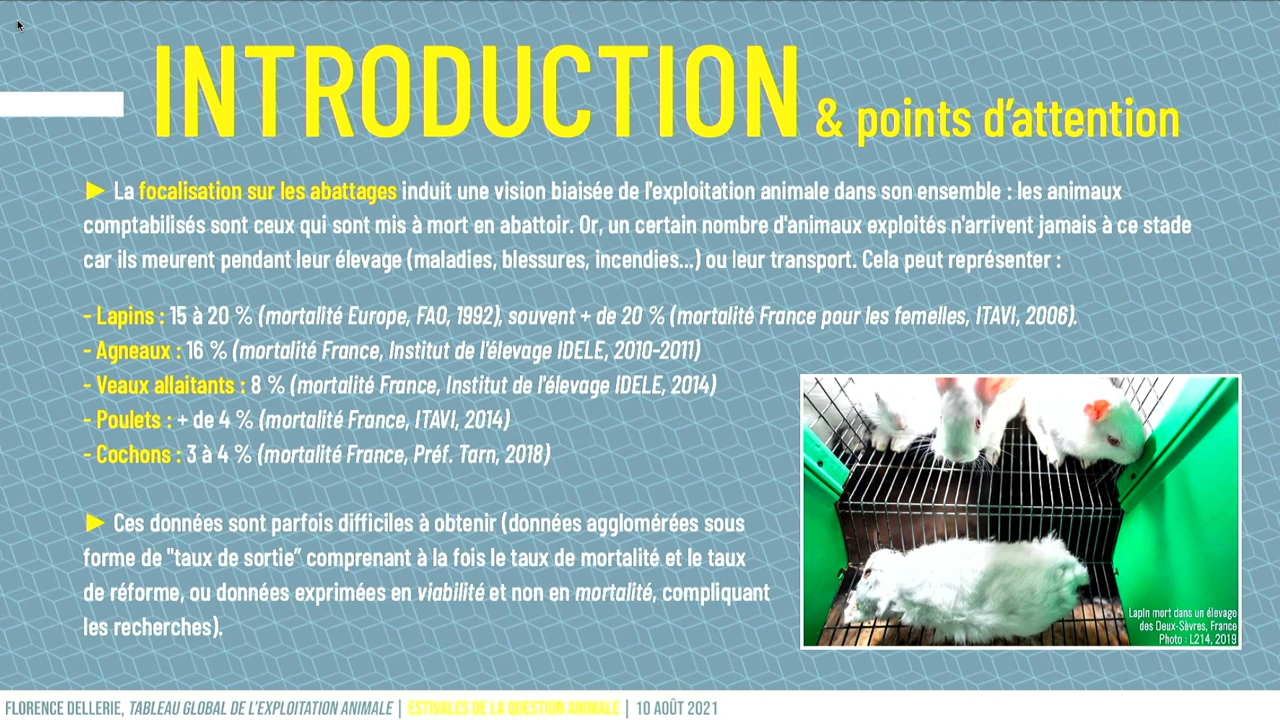 INTRODUCTION & points d’attention
► La focalisation sur les abattages induit une vision biaisée de l'exploitation animale dans son ensemble : les animaux
comptabilisés sont ceux qui sont mis à mort en abattoir. Or, un certain nombre d'animaux exploités n'arrivent jamais à ce stade
car ils meurent pendant leur élevage (maladies, blessures, incendies...) ou leur transport. Cela peut représenter :
- Lapins : 15 à 20 % (mortalité Europe, FAO, 1992), souvent + de 20 % (mortalité France pour les femelles, ITAVI, 2006).
- Agneaux : 16 % (mortalité France, Institut de l'élevage IDELE, 2010-2011)
- Veaux allaitants : 8 % (mortalité France, Institut de l'élevage IDELE, 2014)
- Poulets : + de 4 % (mortalité France, ITAVI, 2014)
- Cochons : 3 à 4 % (mortalité France, Préf. Tarn, 2018)
► Ces données sont parfois difficiles à obtenir (données agglomérées sous
forme de "taux de sortie” comprenant à la fois le taux de mortalité et le taux
de réforme, ou données exprimées en viabilité et non en mortalité, compliquant
les recherches).
Lapin mort dans un élevage
des Deux-Sèvres, France
Photo : L214, 2019
FLORENCE DELLERIE, TABLEAU GLOBAL DE L'EXPLOITATION ANIMALE | ESTIVALES DE LA QUESTION ANIMALE | 10 AOÛT 2021